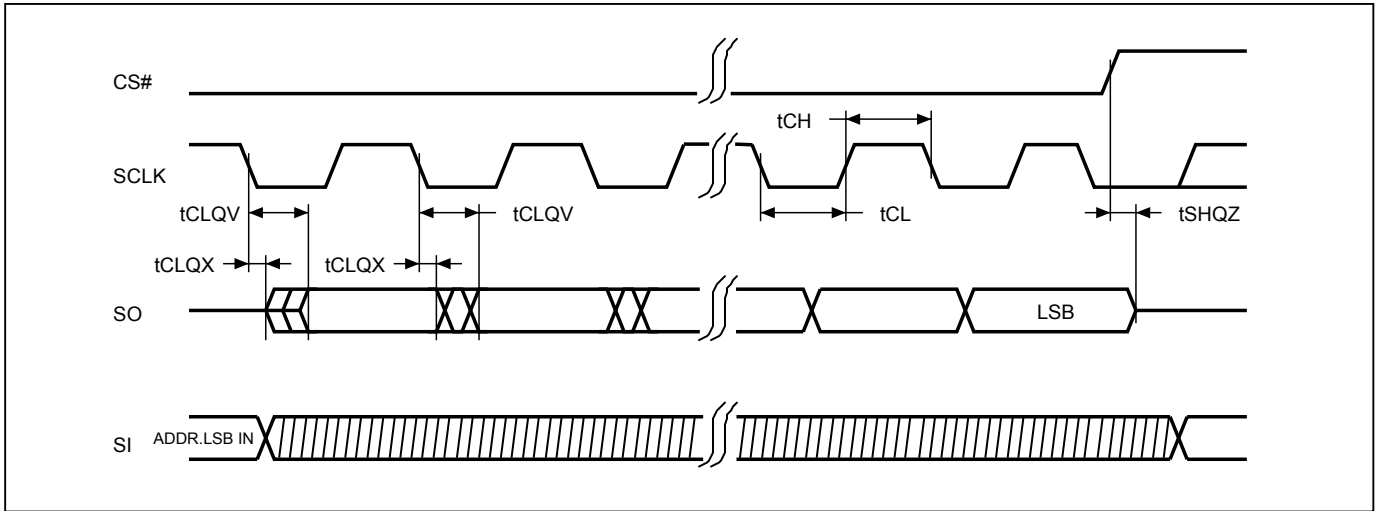 CS#
tCH
SCLK
tCLQV
tCLQV
tCL
tSHQZ
tCLQX
tCLQX
SO
LSB
SI
ADDR.LSB IN